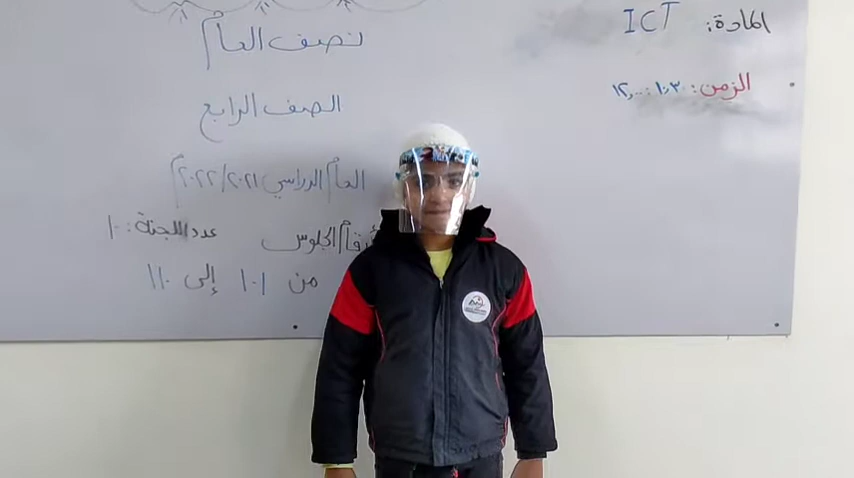 المادة: ICT
الزمن: ١٠:٣٠ : ١٢:٠٠
نصف العام
الصف الرابع
العام الدراسي ٢٠٢١/٢٠٢٢
أرقام الجلوس
عدد اللجنة: ١٠
من ١٠١ إلى ١١٠